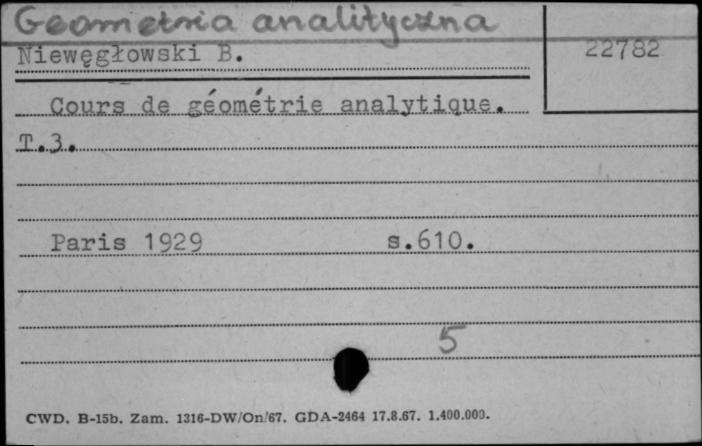 Geometria analityczna
Niewęgłowski B.
22782
Cours de géométrie analytique.
T.3.
Paris 1929 s.610.
5
CWD. B-15b. Zam. 1316-DW/On/67. GDA-2464 17.8.67. 1.400.000.